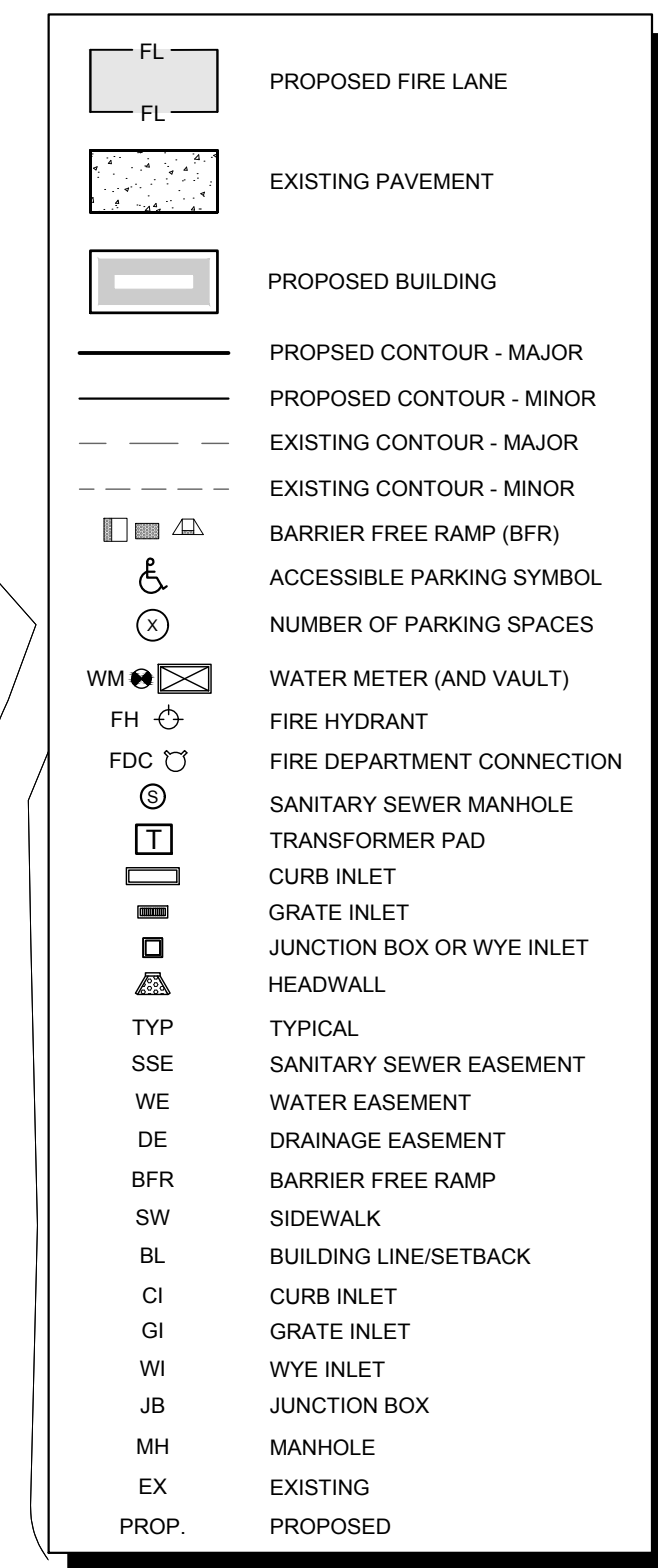 FL
PROPOSED FIRE LANE
FL
EXISTING PAVEMENT
PROPOSED BUILDING
PROPSED CONTOUR - MAJOR
PROPOSED CONTOUR - MINOR
EXISTING CONTOUR - MAJOR
EXISTING CONTOUR - MINOR
BARRIER FREE RAMP (BFR)
ACCESSIBLE PARKING SYMBOL
X NUMBER OF PARKING SPACES
WM WATER METER (AND VAULT)
FH FIRE HYDRANT
FDC FIRE DEPARTMENT CONNECTION
S SANITARY SEWER MANHOLE
T TRANSFORMER PAD
CURB INLET
GRATE INLET
JUNCTION BOX OR WYE INLET
HEADWALL
TYP TYPICAL
SSE SANITARY SEWER EASEMENT
WE WATER EASEMENT
DE DRAINAGE EASEMENT
BFR BARRIER FREE RAMP
SW SIDEWALK
BL BUILDING LINE/SETBACK
CI CURB INLET
GI GRATE INLET
WI WYE INLET
JB JUNCTION BOX
MH MANHOLE
EX EXISTING
PROP. PROPOSED